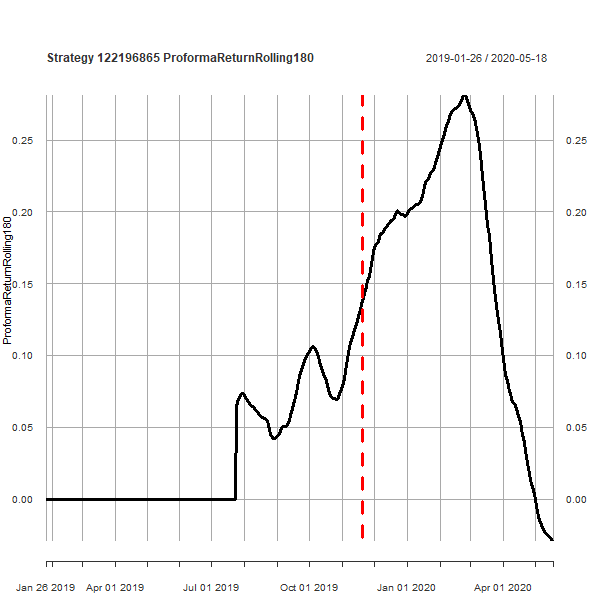 Strategy 122196865 ProformaReturnRolling180
2019-01-26 / 2020-05-18
ProformaReturnRolling180
0.25
0.20
0.15
0.10
0.05
0.00
0.25
0.20
0.15
0.10
0.05
0.00
Jan 26 2019
Apr 01 2019
Jul 01 2019
Oct 01 2019
Jan 01 2020
Apr 01 2020